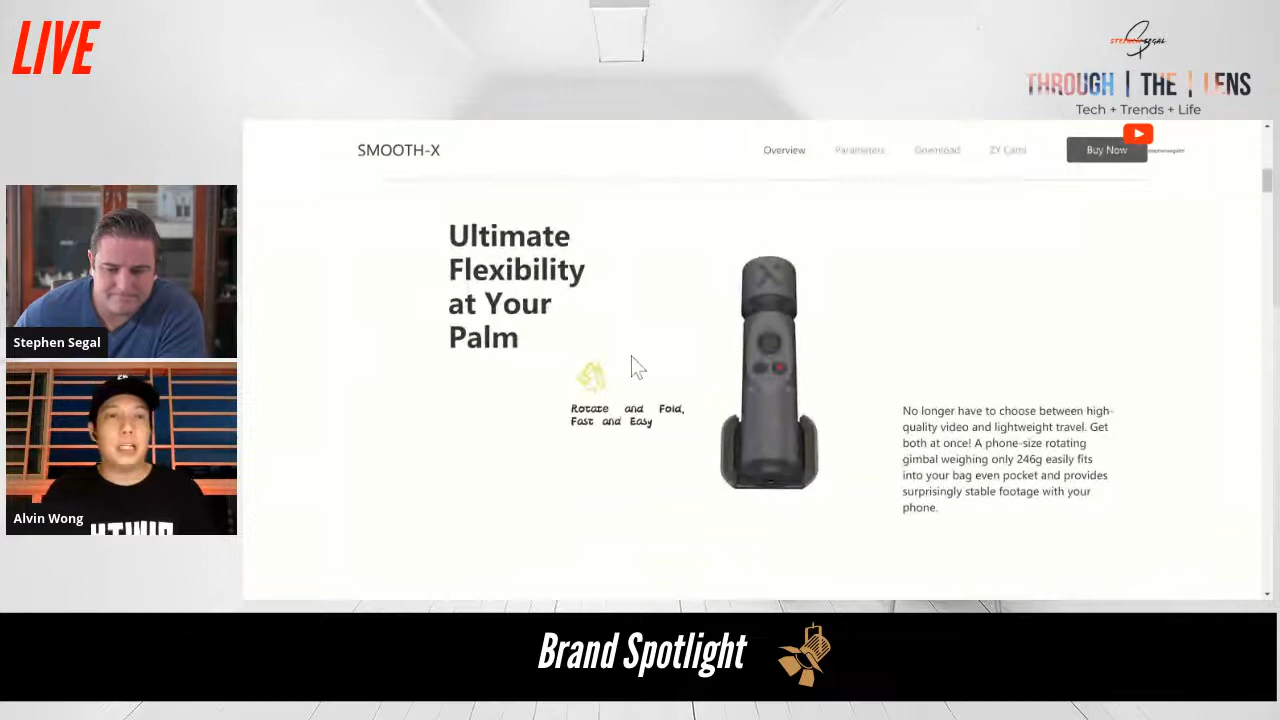 LIVE
STEPHEN SEGAL
THROUGH | THE | LENS
Tech + Trends + Life
SMOOTH-X
Overview
Parameters
Download
ZY Cami
Buy Now
Ultimate
Flexibility
at Your
Palm
Rotate and Fold,
Fast and Easy
No longer have to choose between high-
quality video and lightweight travel. Get
both at once! A phone-size rotating
gimbal weighing only 246g easily fits
into your bag even pocket and provides
surprisingly stable footage with your
phone.
Stephen Segal
Alvin Wong
Brand Spotlight